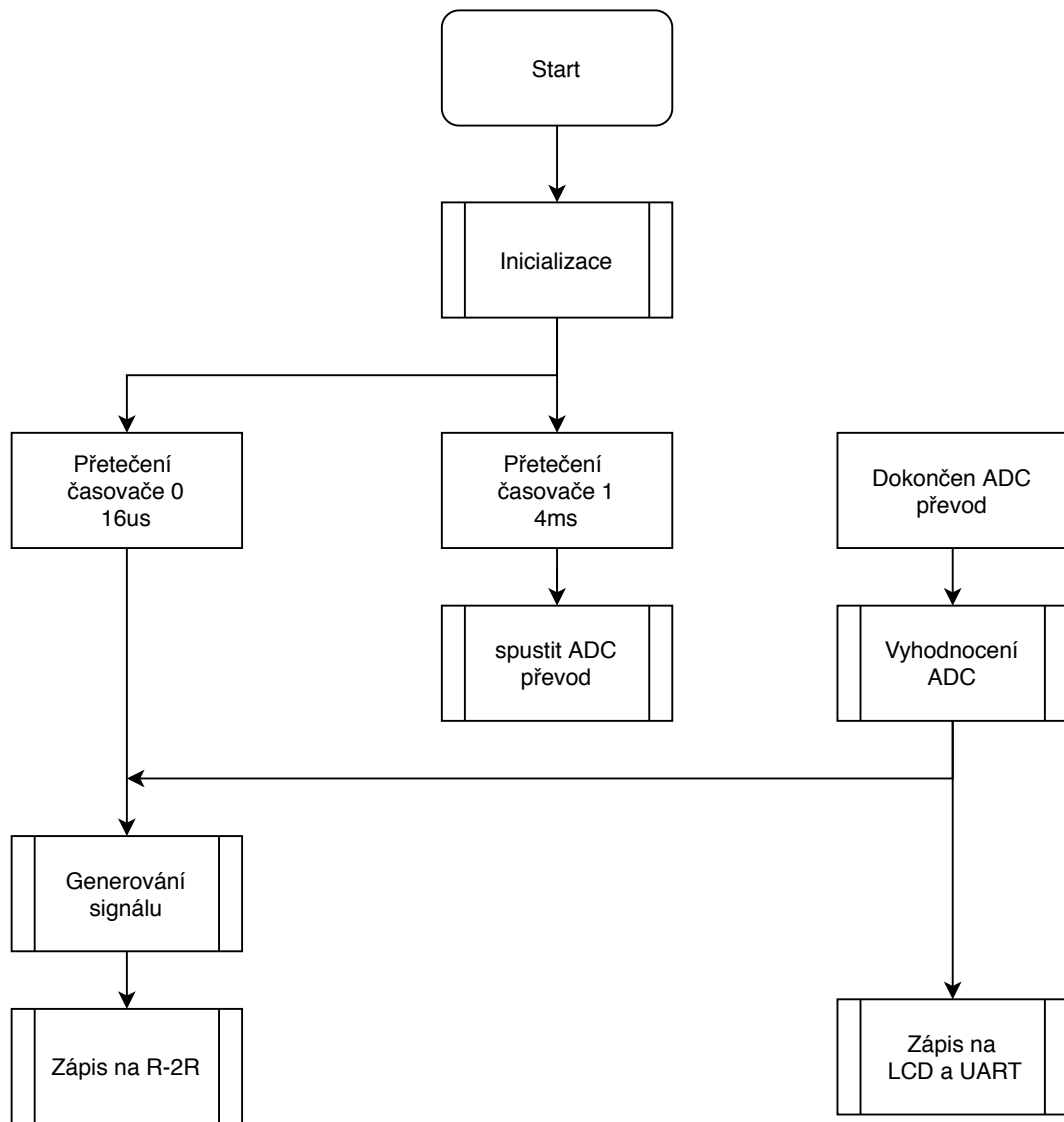 Start
Inicializace
Přetečení
časovače 0
16us
Přetečení
časovače 1
4ms
Dokončen ADC
převod
spustit ADC
převod
Vyhodnocení
ADC
Generování
signálu
Zápis na R-2R
Zápis na
LCD a UART